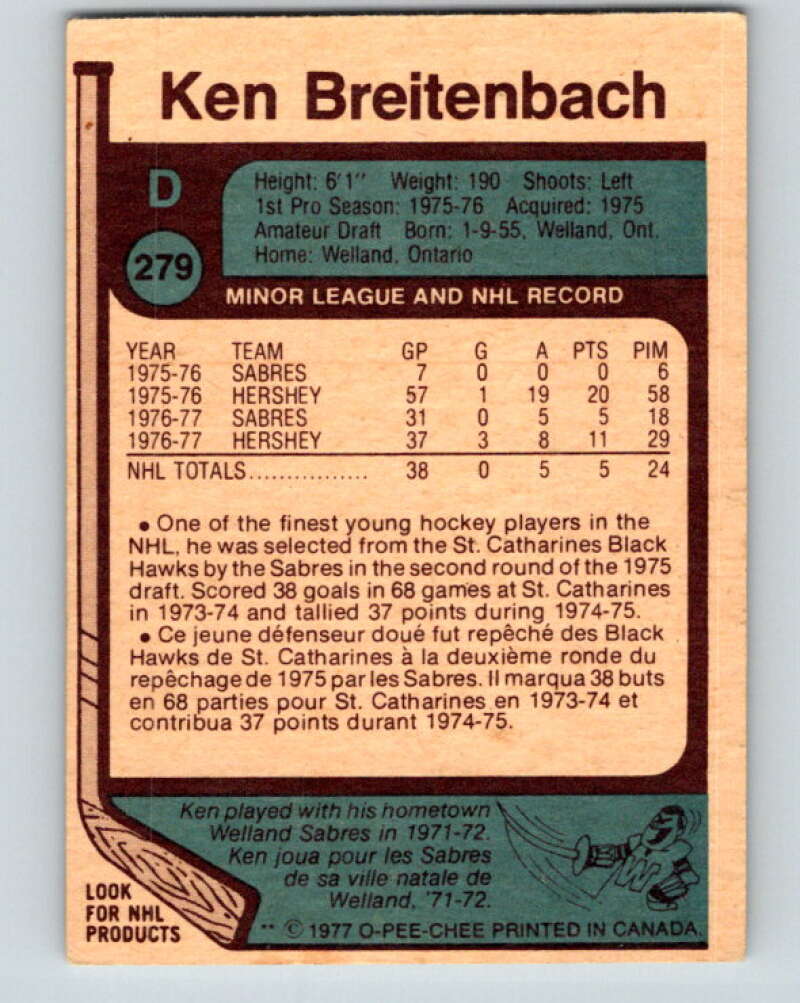 Ken Breitenbach
D
279
Height: 6'1" Weight: 190 Shoots: Left
1st Pro Season: 1975-76 Acquired: 1975
Amateur Draft Born: 1-9-55, Welland, Ont.
Home: Welland, Ontario
MINOR LEAGUE AND NHL RECORD
YEAR TEAM GP G A PTS PIM
1975-76 SABRES 7 0 0 0 6
1975-76 HERSHEY 57 1 19 20 58
1976-77 SABRES 31 0 5 5 18
1976-77 HERSHEY 37 3 8 11 29
NHL TOTALS................ 38 0 5 5 24
• One of the finest young hockey players in the
NHL, he was selected from the St. Catharines Black
Hawks by the Sabres in the second round of the 1975
draft. Scored 38 goals in 68 games at St. Catharines
in 1973-74 and tallied 37 points during 1974-75.
• Ce jeune défenseur doué fut repêché des Black
Hawks de St. Catharines à la deuxième ronde du
repêchage de 1975 par les Sabres. Il marqua 38 buts
en 68 parties pour St. Catharines en 1973-74 et
contribua 37 points durant 1974-75.
Ken played with his hometown
Welland Sabres in 1971-72.
Ken joua pour les Sabres
de sa ville natale de
Welland, '71-72.
W
LOOK
FOR NHL
PRODUCTS
** © 1977 O-PEE-CHEE PRINTED IN CANADA.